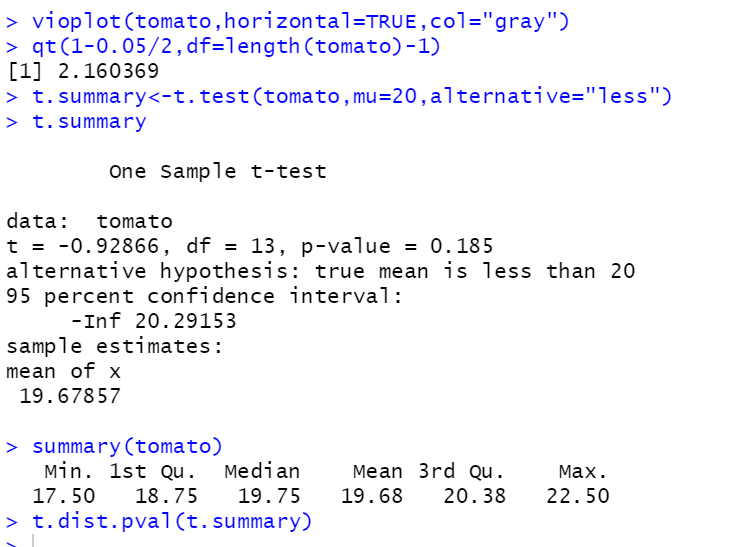 > vioplot(tomato,horizontal=TRUE,col="gray")
> qt(1-0.05/2,df=length(tomato)-1)
[1] 2.160369
> t.summary<-t.test(tomato,mu=20,alternative="less")
> t.summary
One Sample t-test
data:  tomato
t = -0.92866, df = 13, p-value = 0.185
alternative hypothesis: true mean is less than 20
95 percent confidence interval:
-Inf 20.29153
sample estimates:
mean of x
19.67857
> summary(tomato)
Min. 1st Qu.  Median    Mean 3rd Qu.    Max.
17.50   18.75   19.75   19.68   20.38   22.50
> t.dist.pval(t.summary)
>